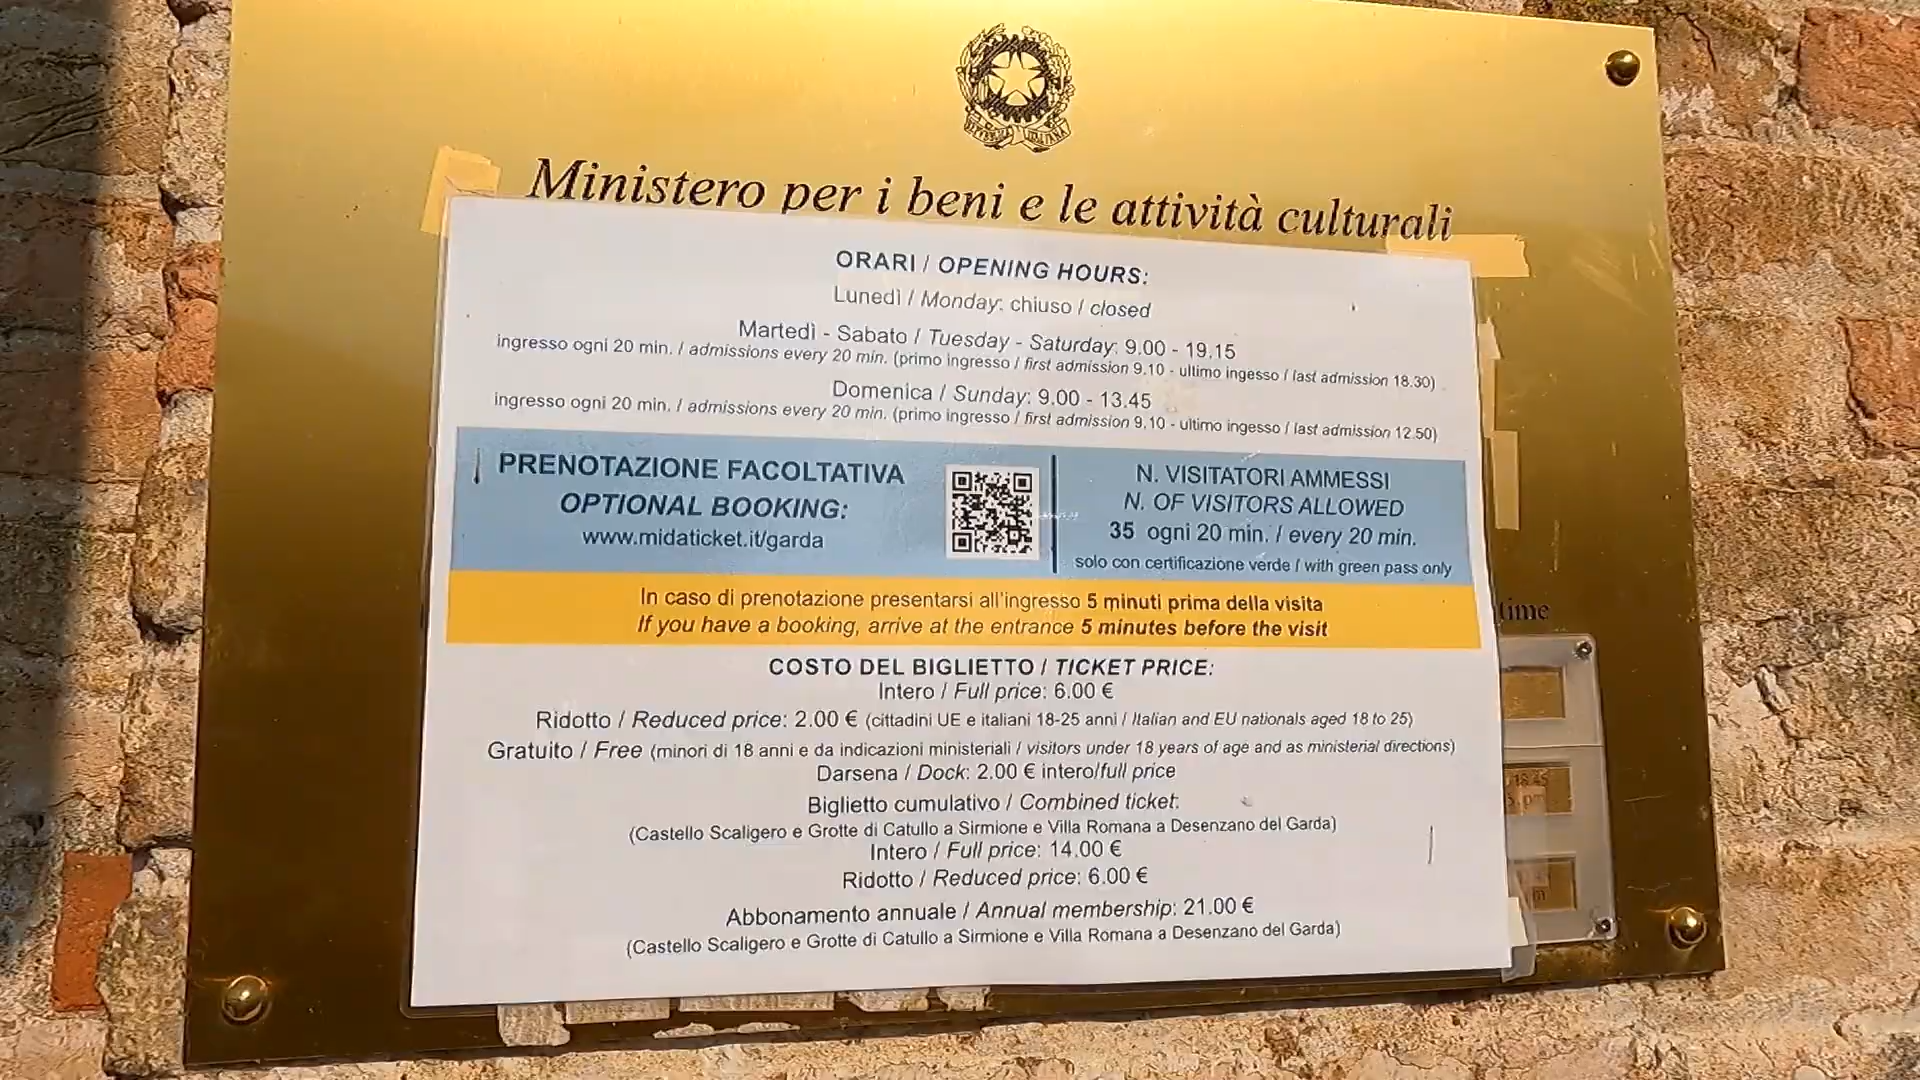 REPVBBLICA ITALIANA
Ministero per i beni e le attività culturali
ORARI / OPENING HOURS:
Lunedì / Monday: chiuso / closed
Martedì - Sabato / Tuesday - Saturday: 9.00 - 19.15
ingresso ogni 20 min. / admissions every 20 min. (primo ingresso / first admission 9.10 - ultimo ingesso / last admission 18.30)
Domenica / Sunday: 9.00 - 13.45
ingresso ogni 20 min. / admissions every 20 min. (primo ingresso / first admission 9.10 - ultimo ingesso / last admission 12.50)
PRENOTAZIONE FACOLTATIVA
OPTIONAL BOOKING:
www.midaticket.it/garda
N. VISITATORI AMMESSI
N. OF VISITORS ALLOWED
35 ogni 20 min. / every 20 min.
solo con certificazione verde / with green pass only
In caso di prenotazione presentarsi all'ingresso 5 minuti prima della visita
If you have a booking, arrive at the entrance 5 minutes before the visit
time
COSTO DEL BIGLIETTO / TICKET PRICE:
Intero / Full price: 6.00 €
Ridotto / Reduced price: 2.00 € (cittadini UE e italiani 18-25 anni / Italian and EU nationals aged 18 to 25)
Gratuito / Free (minori di 18 anni e da indicazioni ministeriali / visitors under 18 years of age and as ministerial directions)
Darsena / Dock: 2.00 € intero/full price
Biglietto cumulativo / Combined ticket:
(Castello Scaligero e Grotte di Catullo a Sirmione e Villa Romana a Desenzano del Garda)
Intero / Full price: 14.00 €
Ridotto / Reduced price: 6.00 €
Abbonamento annuale / Annual membership: 21.00 €
(Castello Scaligero e Grotte di Catullo a Sirmione e Villa Romana a Desenzano del Garda)